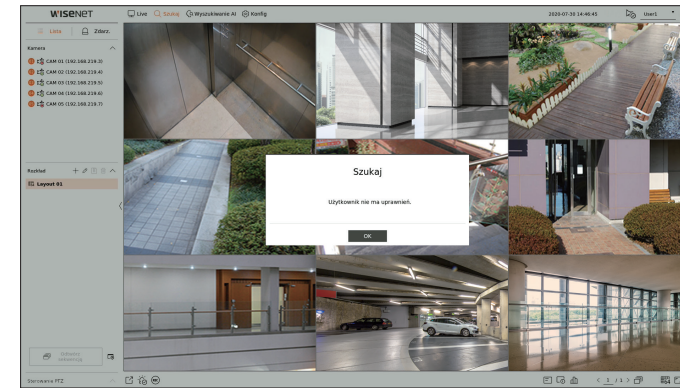 WISENET
Live Szukaj Wyszukiwanie AI Konfig
2020-07-30 14:46:45
User1
Lista
Zdarz.
Kamera
CAM 01 (192.168.219.3)
CAM 02 (192.168.219.4)
CAM 03 (192.168.219.5)
CAM 04 (192.168.219.6)
CAM 05 (192.168.219.7)
Rozkład
Layout 01
Szukaj
Użytkownik nie ma uprawnień.
OK
Sterowania PTZ
1 / 1